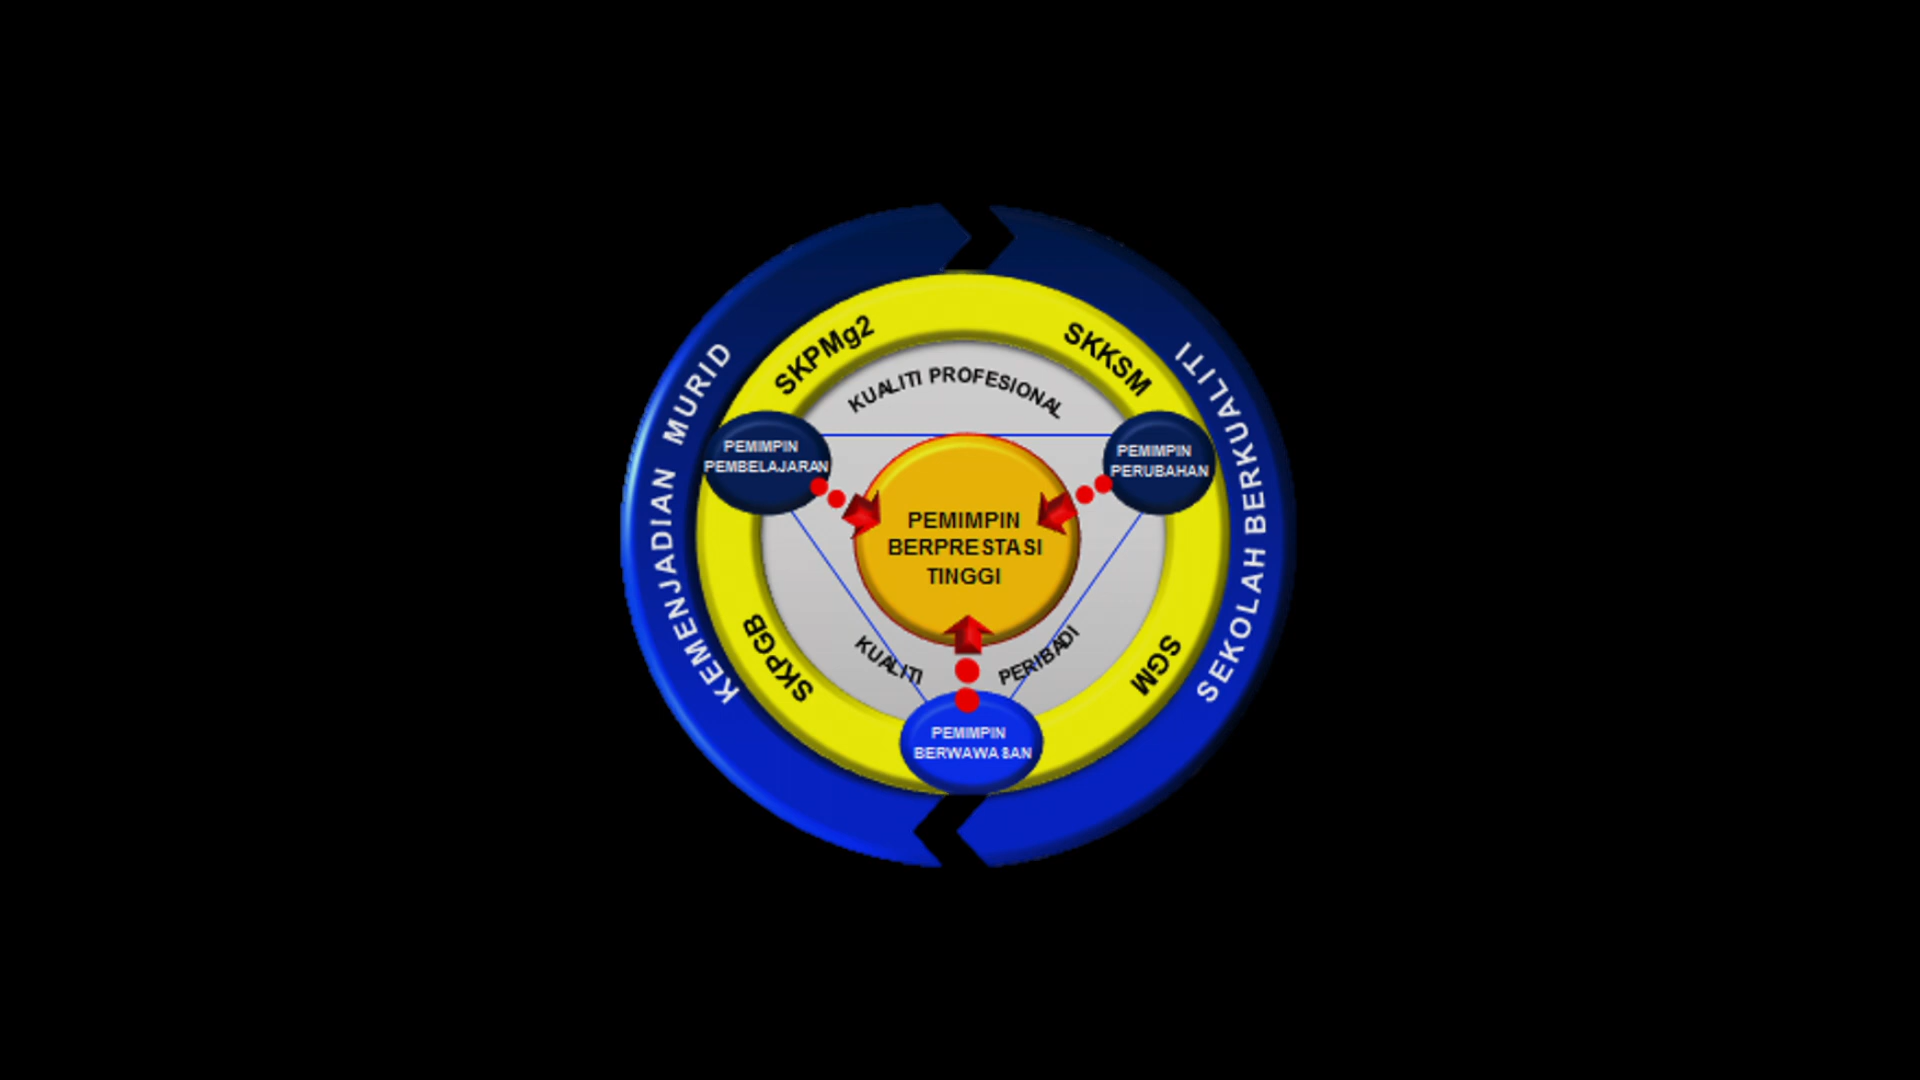 KEMENJADIAN MURID
SEKOLAH BERKUALITI
SKPMg2
SKKSM
KUALITI PROFESIONAL
PEMIMPIN
PEMBELAJARAN
PEMIMPIN
PERUBAHAN
PEMIMPIN
BERPRESTASI
TINGGI
SKPGB
SGM
KUALITI
PERIBADI
PEMIMPIN
BERWAWASAN